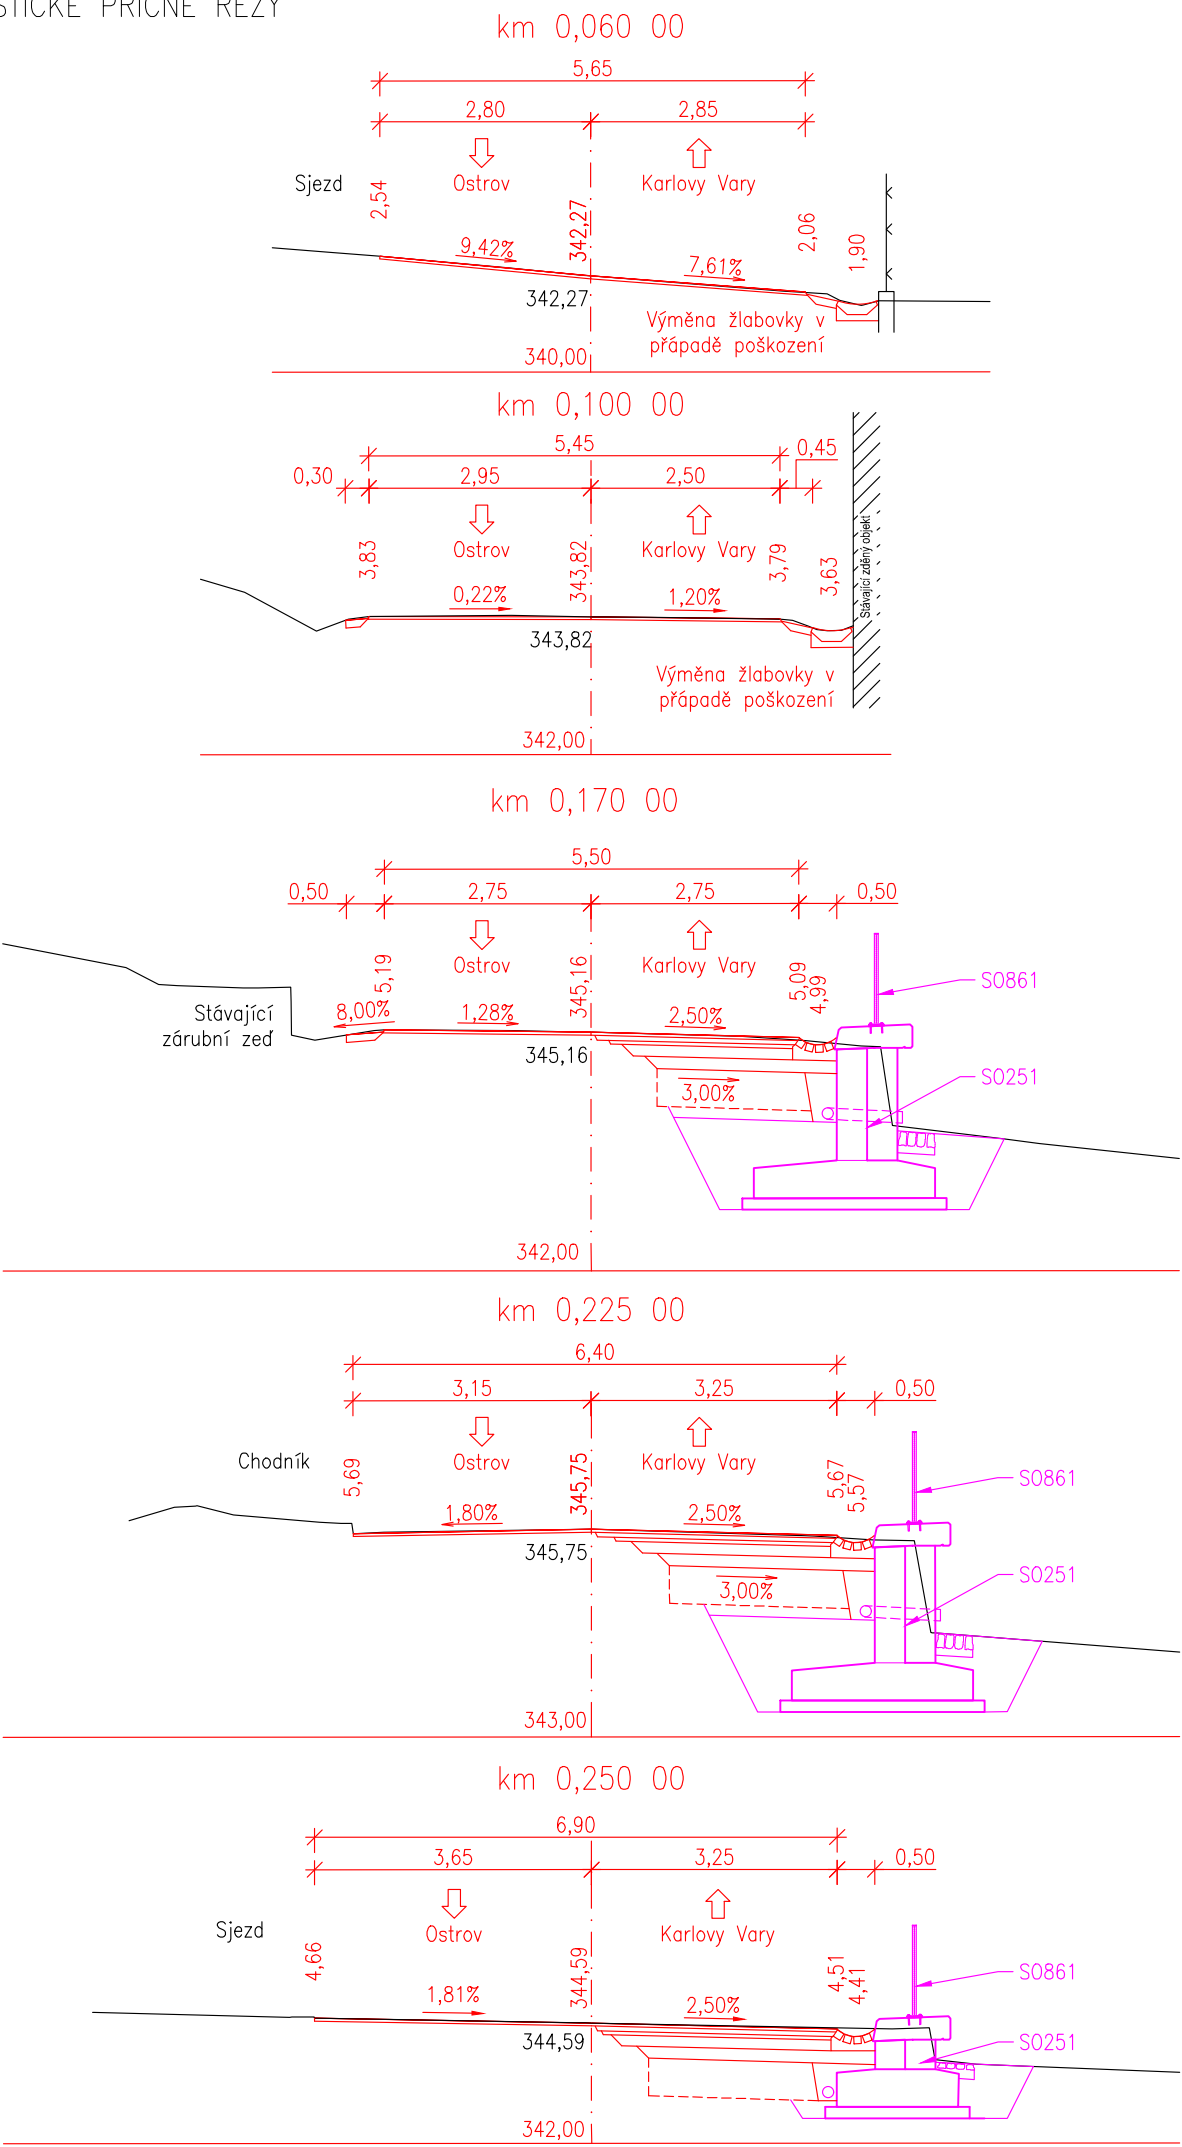 PŘÍČNÉ ŘEZY
km 0,060 00
5,65
2,80 2,85
Sjezd
Ostrov
Karlovy Vary
2,54
342,27
2,06
1,90
9,42%
7,61%
342,27
Výměna žlabovky v
přápadě poškození
340,00
km 0,100 00
5,45
0,45
0,30 2,95 2,50
Ostrov
Karlovy Vary
3,83
343,82
3,79
3,63
Stávající zděný objekt
0,22%
1,20%
343,82
Výměna žlabovky v
přápadě poškození
342,00
km 0,170 00
5,50
0,50 2,75 2,75 0,50
Ostrov
Karlovy Vary
5,19
345,16
5,09
4,99
SO861
Stávající
zárubní zeď
8,00%
1,28%
2,50%
345,16
SO251
3,00%
342,00
km 0,225 00
6,40
3,15 3,25 0,50
Chodník
Ostrov
Karlovy Vary
5,69
345,75
5,67
5,57
SO861
1,80%
2,50%
345,75
SO251
3,00%
343,00
km 0,250 00
6,90
3,65 3,25 0,50
Sjezd
Ostrov
Karlovy Vary
4,66
344,59
4,51
4,41
SO861
1,81%
2,50%
344,59
SO251
342,00